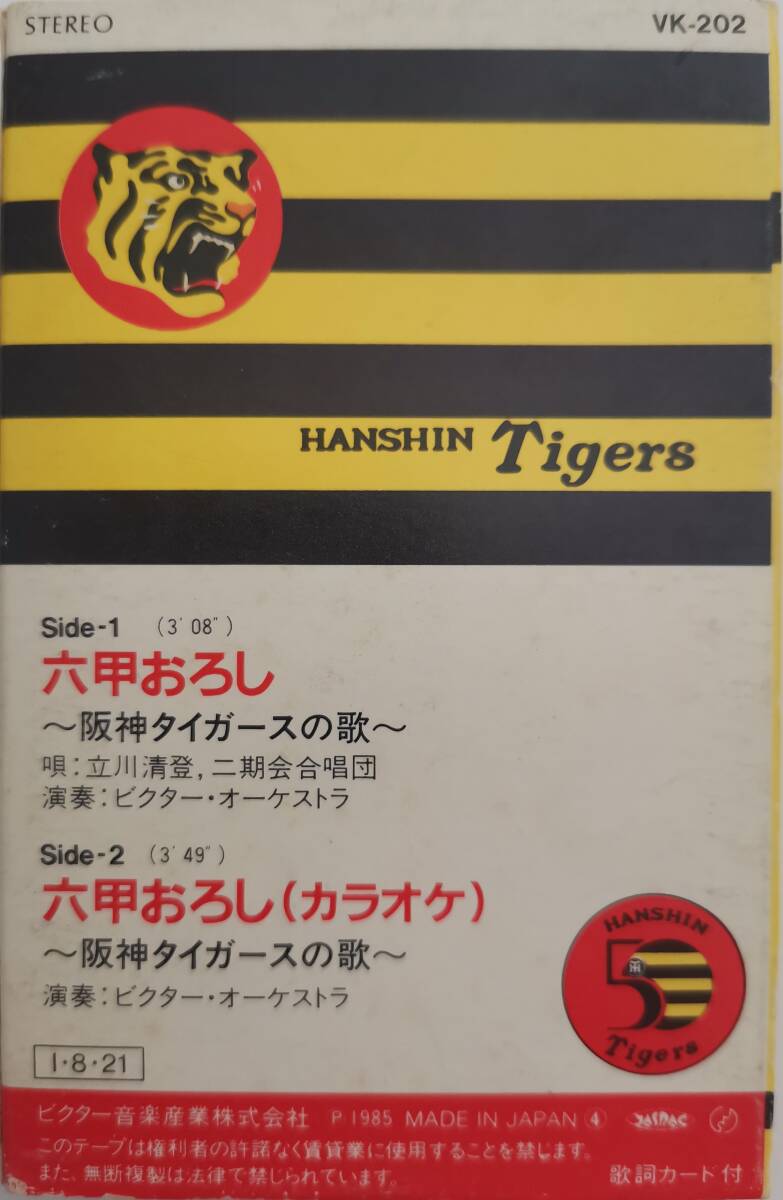 STEREO VK-202
HANSHIN Tigers
Side-1 (3′08″)
六甲おろし
〜阪神タイガースの歌〜
唄:立川清登,二期会合唱団
演奏:ビクター・オーケストラ
Side-2 (3′49″)
六甲おろし(カラオケ)
〜阪神タイガースの歌〜
演奏:ビクター・オーケストラ
HANSHIN
50
Tigers
I・8・21
ビクター音楽産業株式会社 P 1985 MADE IN JAPAN ④ JASRAC
このテープは権利者の許諾なく賃貸業に使用することを禁じます。
また、無断複製は法律で禁じられています。 歌詞カード付